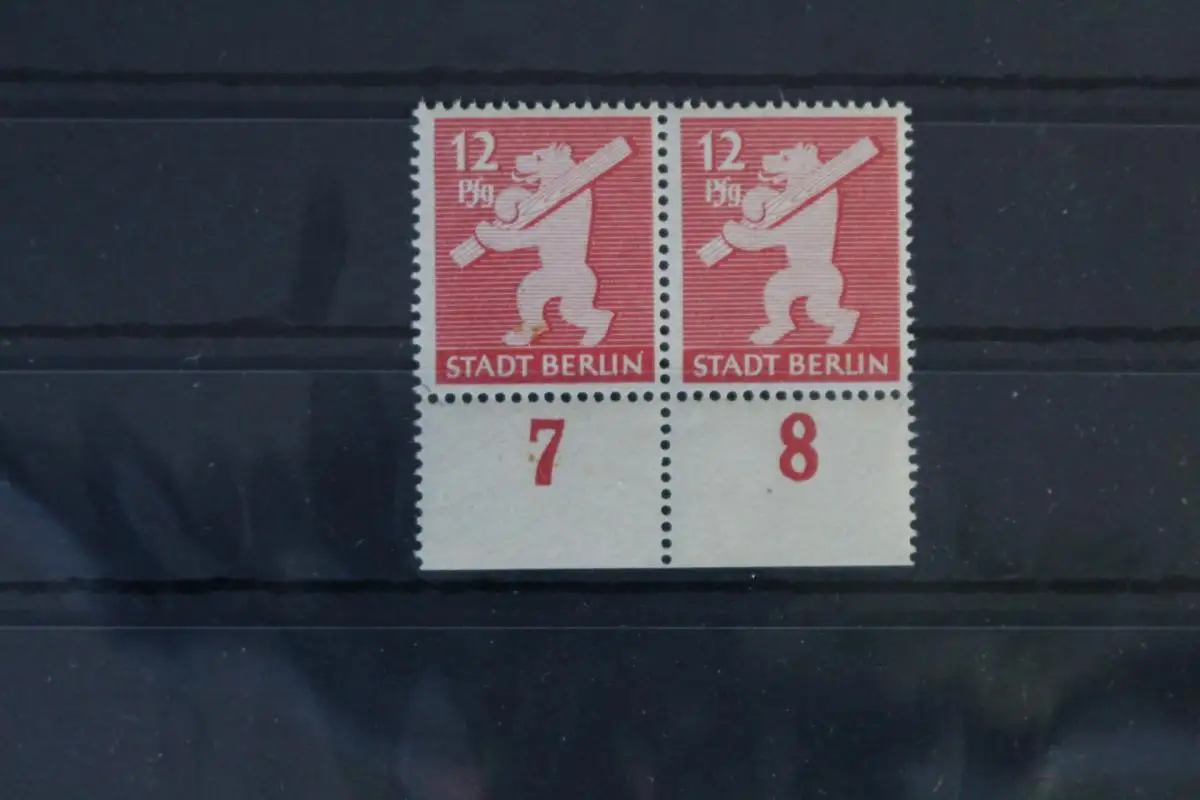 12 12
Pfg Pfg
STADT BERLIN STADT BERLIN
7 8